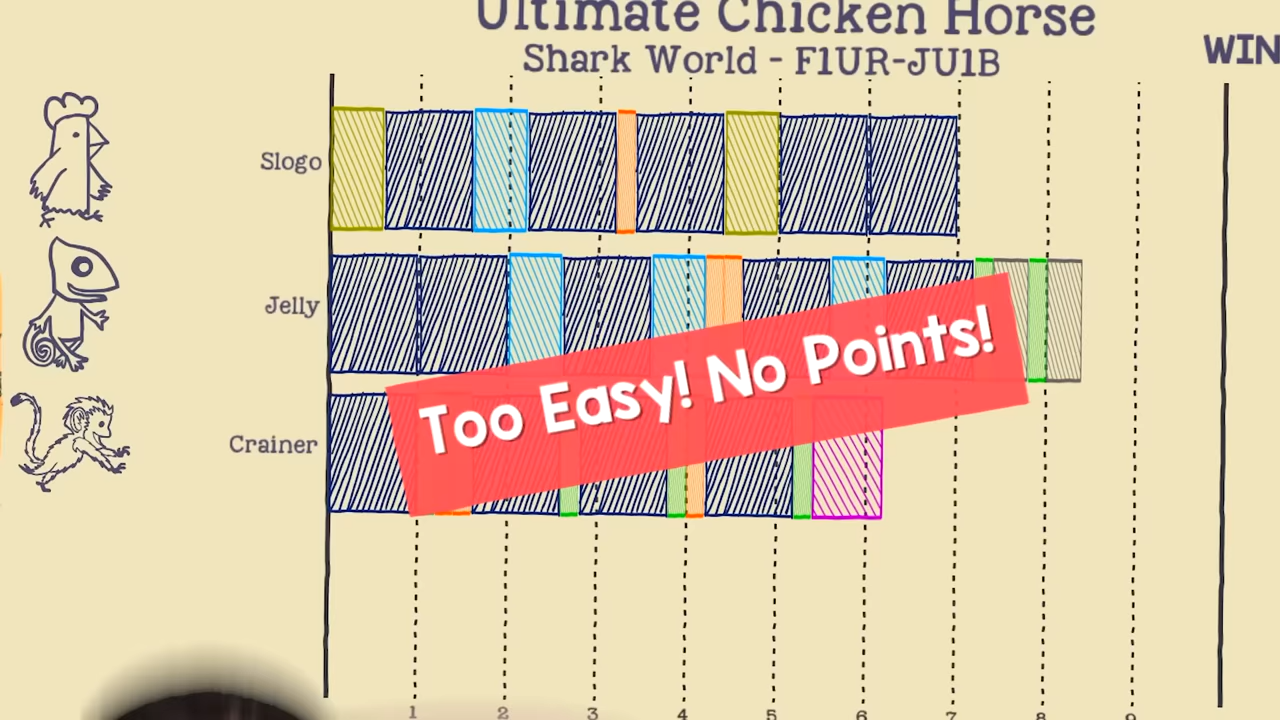 Ultimate Chicken Horse
Shark World - F1UR-JU1B
WIN
Slogo
Jelly
Crainer
Too Easy! No Points!
1 2 3 4 5 6 7 8 9